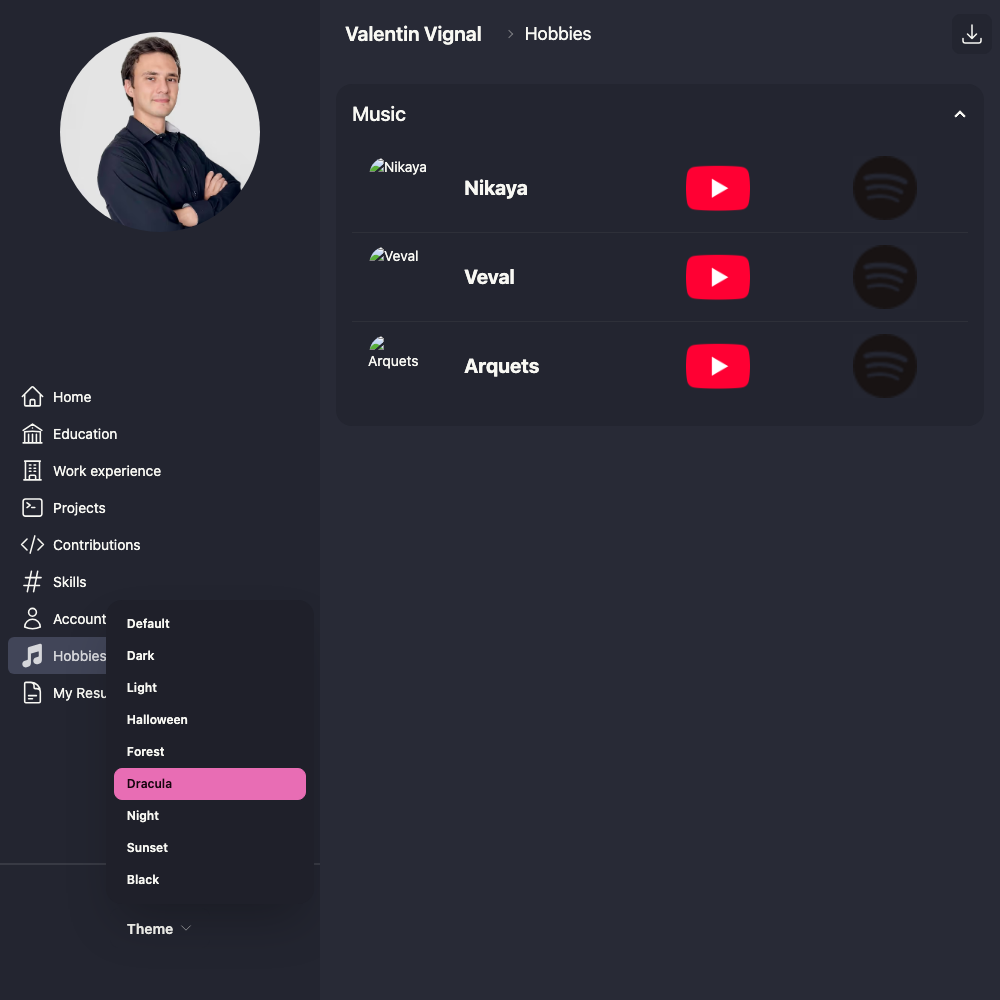 Valentin Vignal
Hobbies
Music
Nikaya
Nikaya
Veval
Veval
Arquets
Arquets
Home
Education
Work experience
Projects
Contributions
Skills
Account
Hobbies
My Resu
Default
Dark
Light
Halloween
Forest
Dracula
Night
Sunset
Black
Theme